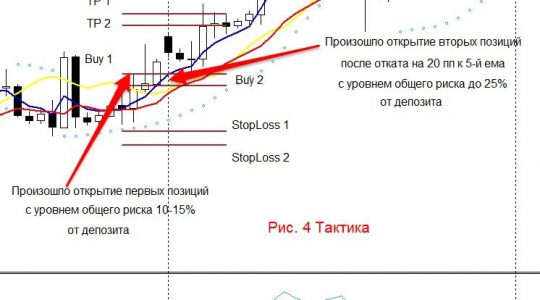 TP 1
TP 2
Buy 1
Произошло открытие вторых позиций
после отката на 20 пп к 5-й ема
с уровнем общего риска до 25%
от депозита
Buy 2
StopLoss 1
StopLoss 2
Произошло открытие первых позиций
с уровнем общего риска 10-15%
от депозита
Рис. 4 Тактика